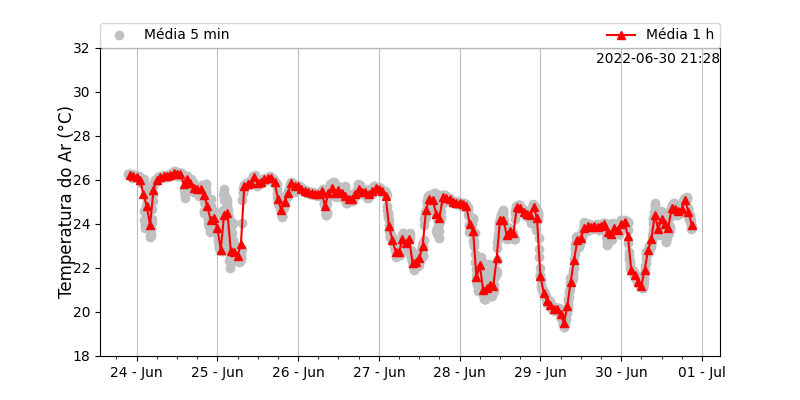 Média 5 min
Média 1 h
2022-06-30 21:28
Temperatura do Ar (°C)
32
30
28
26
24
22
20
18
24 - Jun
25 - Jun
26 - Jun
27 - Jun
28 - Jun
29 - Jun
30 - Jun
01 - Jul